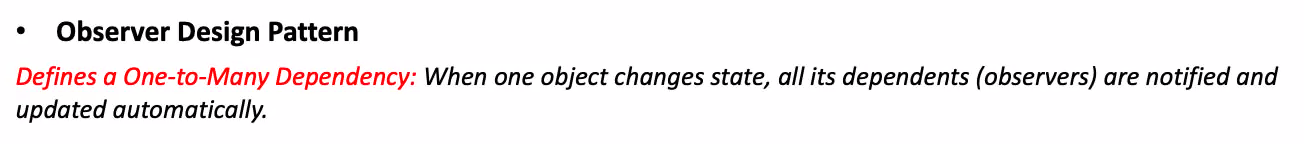 • Observer Design Pattern
Defines a One-to-Many Dependency: When one object changes state, all its dependents (observers) are notified and
updated automatically.